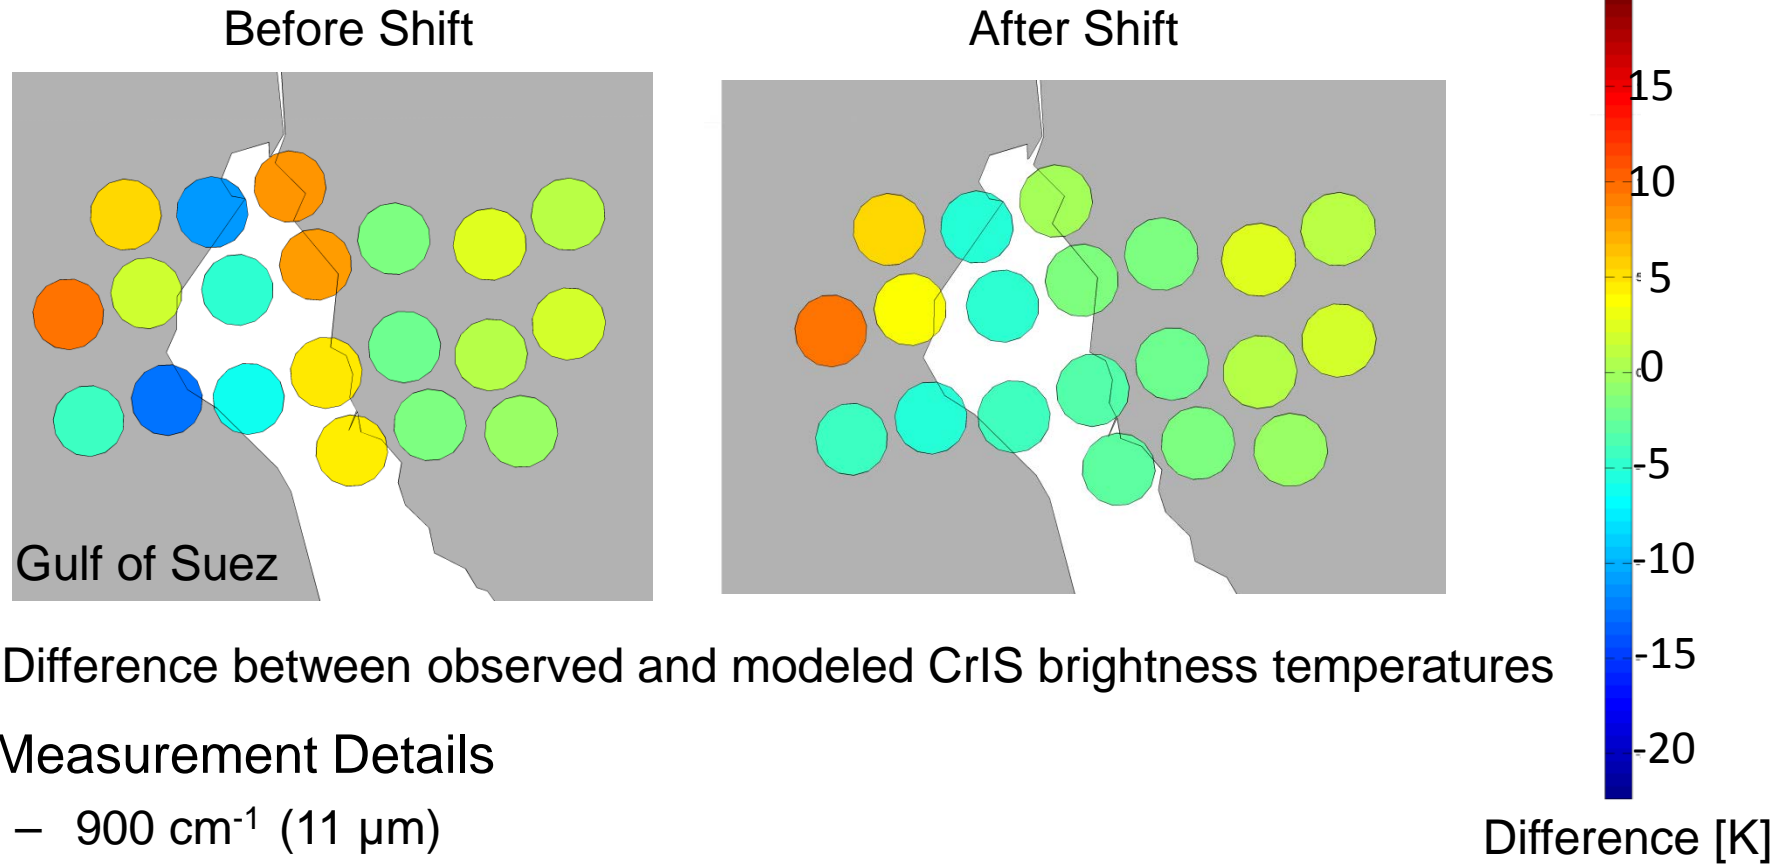 Before Shift
After Shift
15
10
5
0
-5
-10
-15
-20
Gulf of Suez
Difference between observed and modeled CrIS brightness temperatures
Measurement Details
– 900 cm-1 (11 μm)
Difference [K]